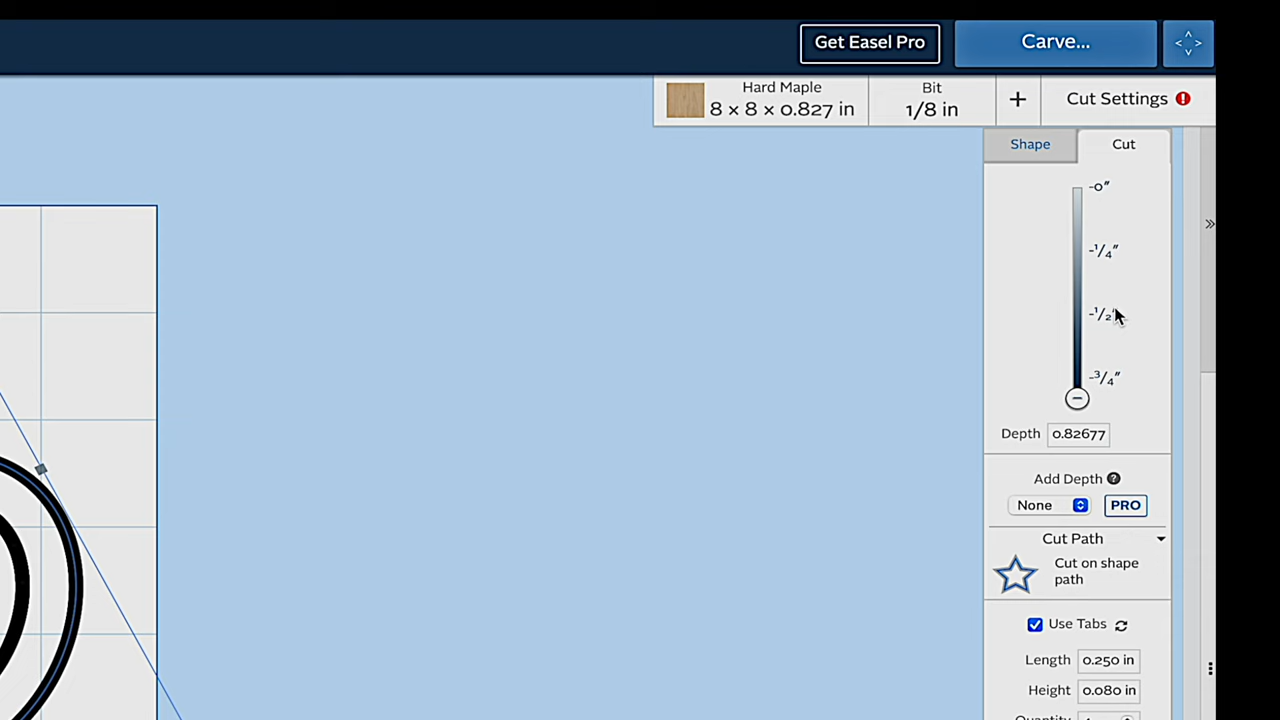 Get Easel Pro
Carve...
Hard Maple
8 × 8 × 0.827 in
Bit
1/8 in
+
Cut Settings
Shape
Cut
-0"
-1/4"
-1/2"
-3/4"
Depth 0.82677
Add Depth
None
PRO
Cut Path
Cut on shape
path
Use Tabs
Length 0.250 in
Height 0.080 in